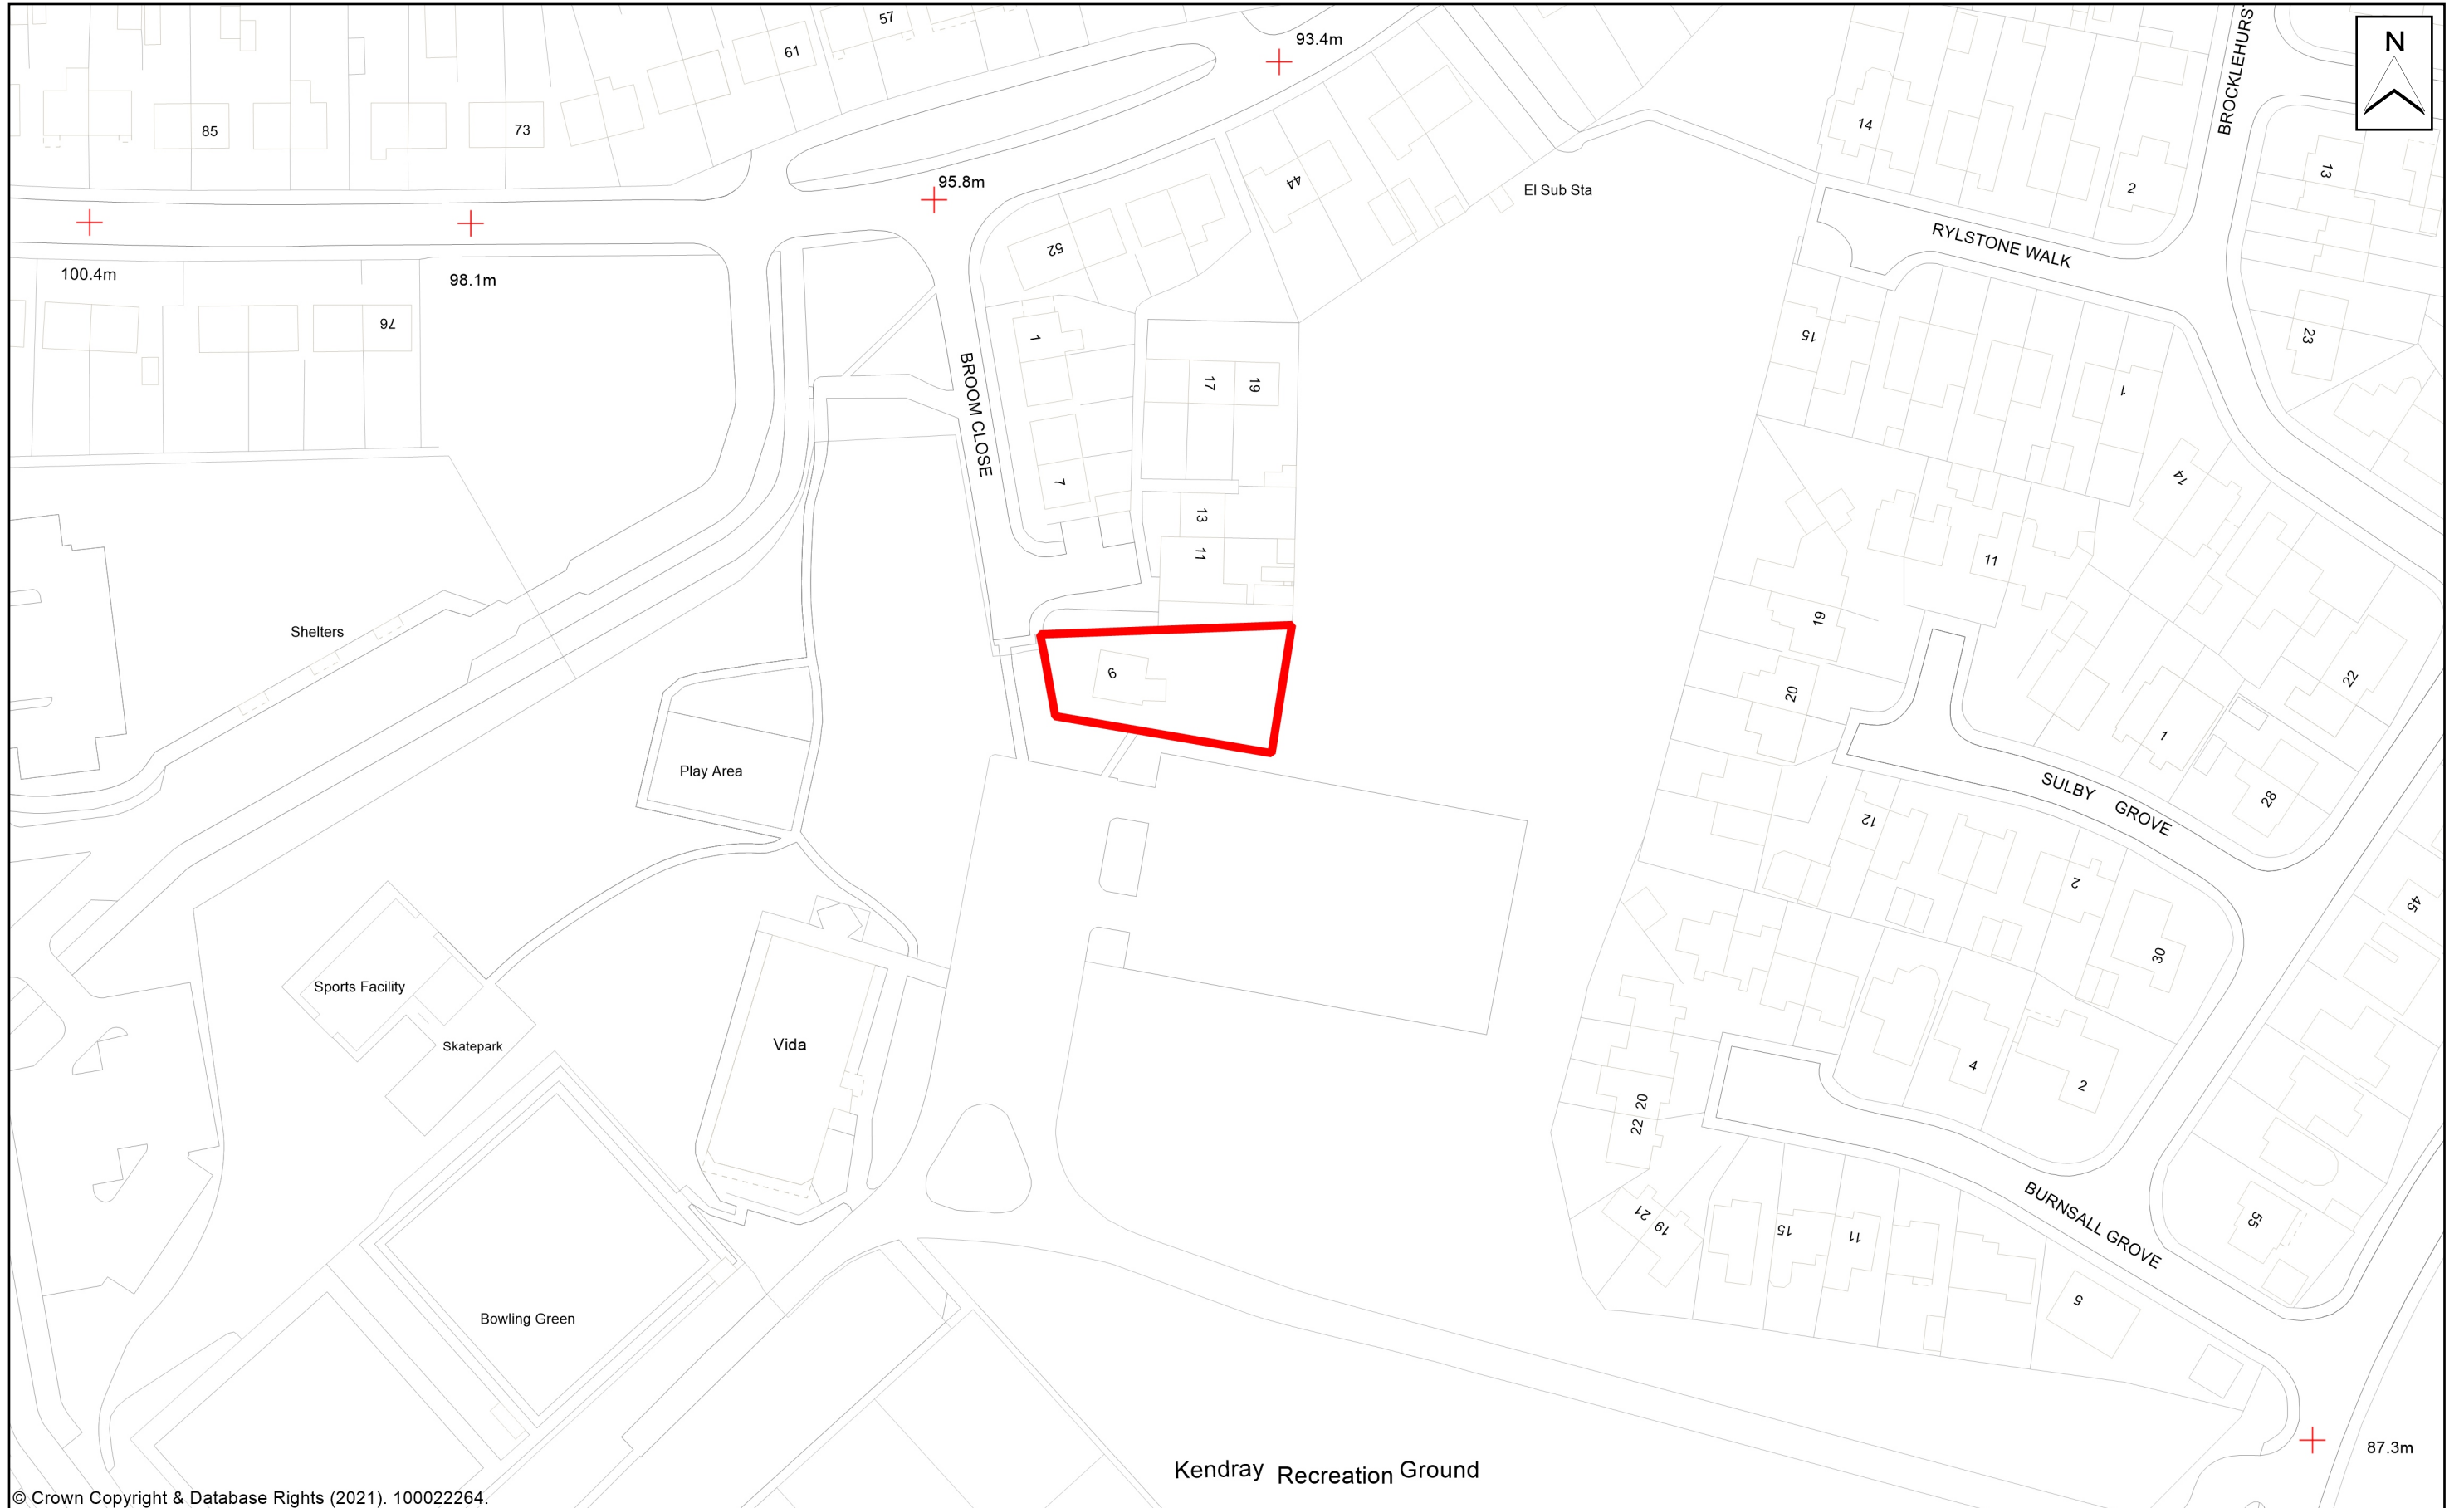 57
61
93.4m
N
BROCKLEHURS
85
73
14
13
2
95.8m
44
El Sub Sta
52
RYLSTONE WALK
100.4m
98.1m
76
1
15
23
BROOM CLOSE
17
19
1
7
74
13
11
11
Shelters
19
9
20
22
Play Area
1
SULBY GROVE
28
12
2
45
30
Sports Facility
Skatepark
Vida
4
2
20
22
BURNSALL GROVE
21
19
15
11
55
5
Bowling Green
87.3m
Kendray Recreation Ground
© Crown Copyright & Database Rights (2021). 100022264.